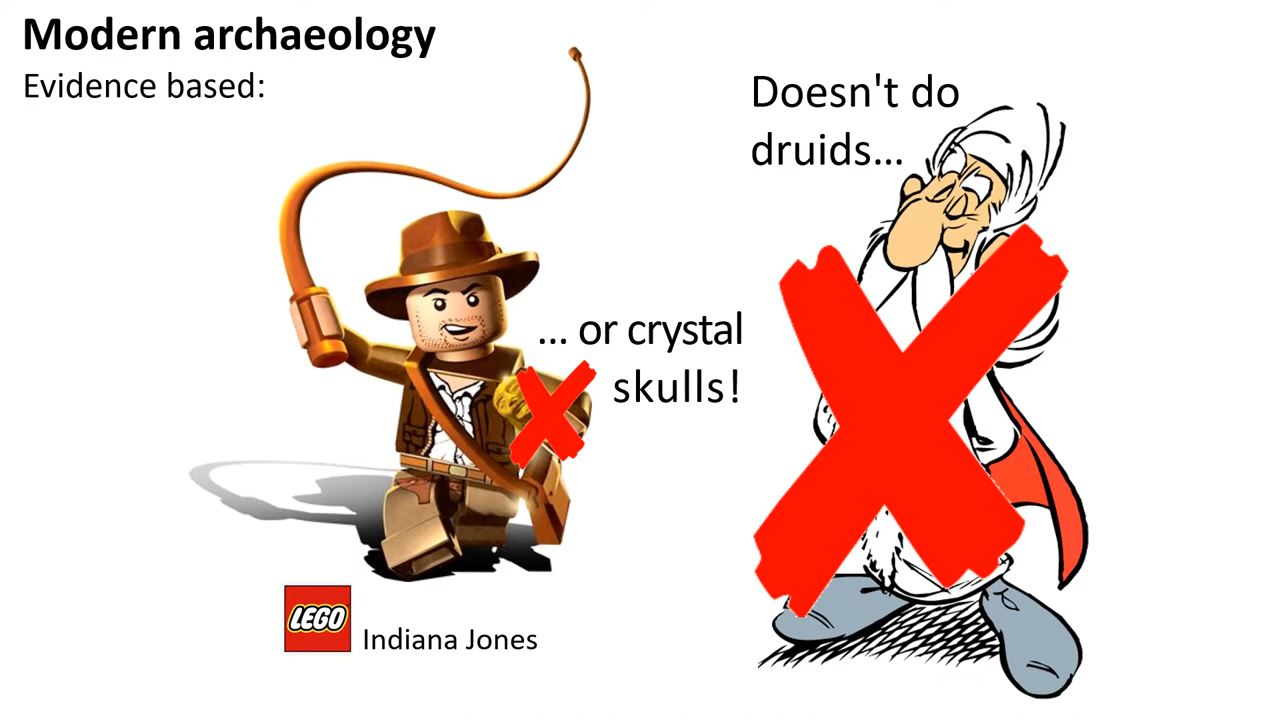 Modern archaeology
Evidence based:
Doesn't do
druids...
... or crystal
skulls!
LEGO
Indiana Jones